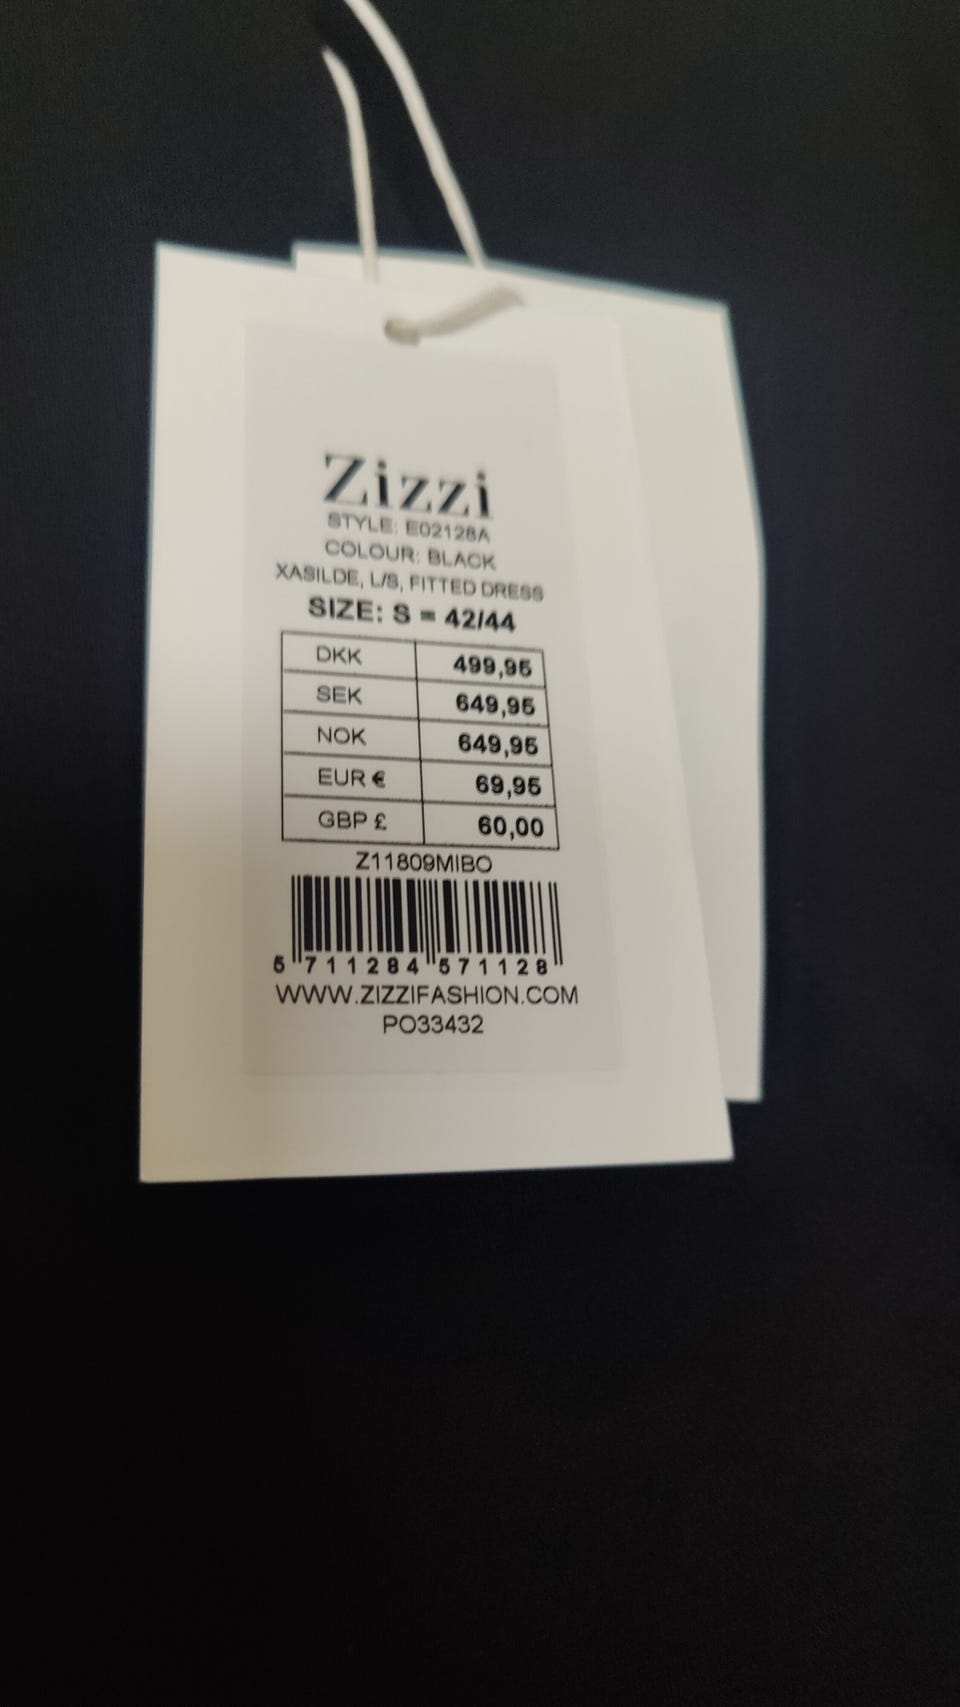 Zizzi
STYLE: E02128A
COLOUR: BLACK
XASILDE, L/S, FITTED DRESS
SIZE: S = 42/44
DKK 499,95
SEK 649,95
NOK 649,95
EUR € 69,95
GBP £ 60,00
Z11809MIBO
5 711284 571128
WWW.ZIZZIFASHION.COM
PO33432